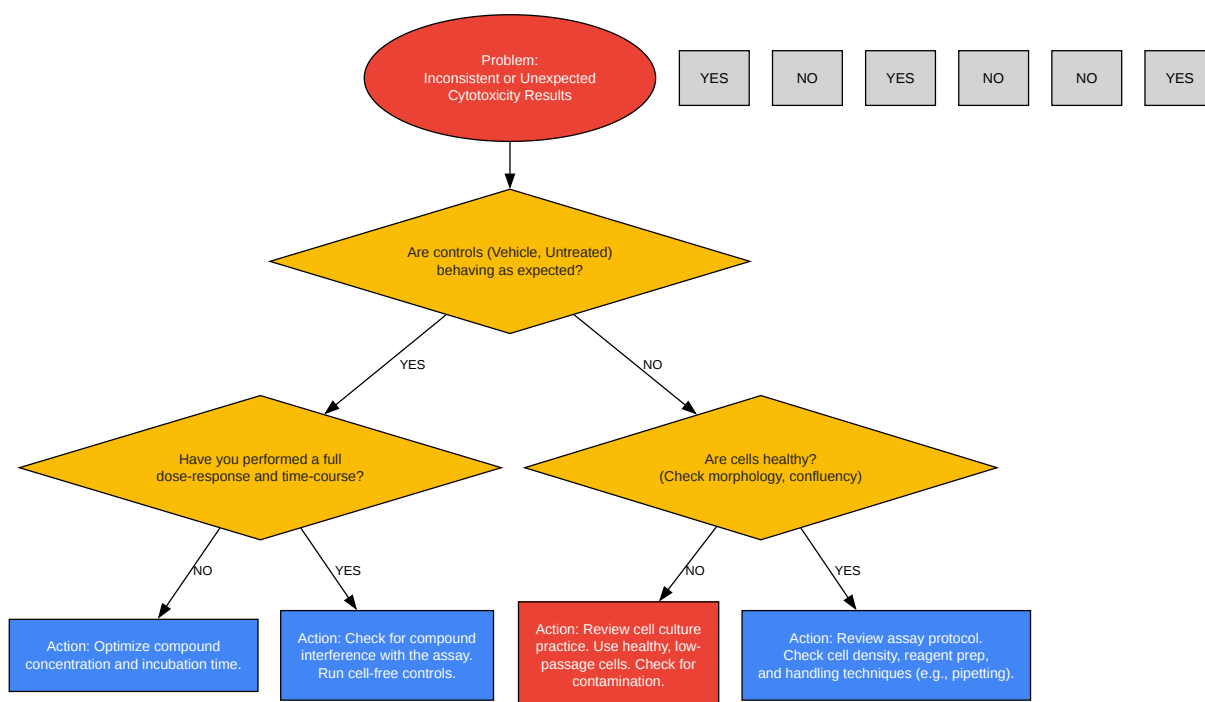 Problem:
Inconsistent or Unexpected
Cytotoxicity Results
YES
NO
YES
NO
NO
YES
Are controls (Vehicle, Untreated)
behaving as expected?
YES
NO
Have you performed a full
dose-response and time-course?
Are cells healthy?
(Check morphology, confluency)
NO
YES
NO
YES
Action: Optimize compound
concentration and incubation time.
Action: Check for compound
interference with the assay.
Run cell-free controls.
Action: Review cell culture
practice. Use healthy, low-
passage cells. Check for
contamination.
Action: Review assay protocol.
Check cell density, reagent prep,
and handling techniques (e.g., pipetting).